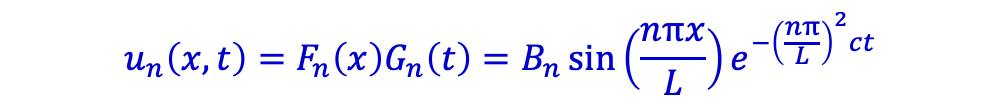 uₙ(x, t) = Fₙ(x)Gₙ(t) = Bₙ sin(nπx/L) e^{−(nπ/L)² ct}